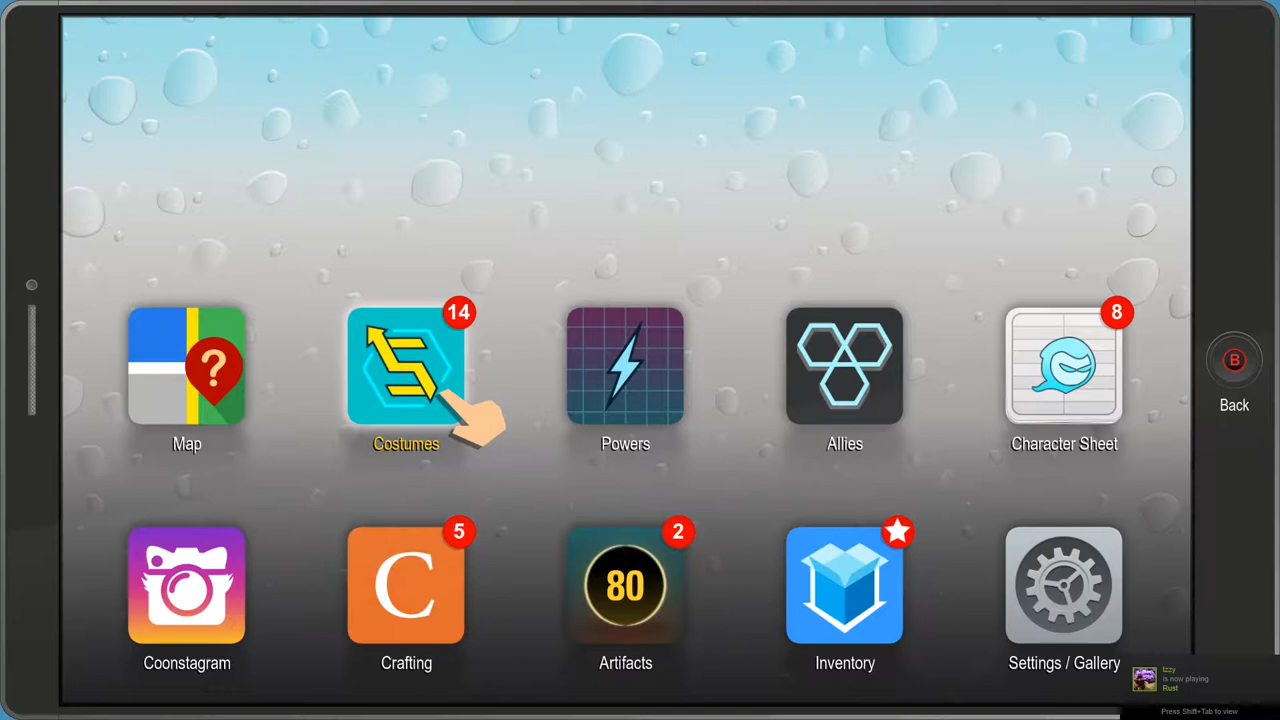 14
8
?
Map
Costumes
Powers
Allies
Character Sheet
B
Back
5
2
C
80
Coonstagram
Crafting
Artifacts
Inventory
Settings / Gallery
Izzy
is now playing
Rust
Press Shift+Tab to view